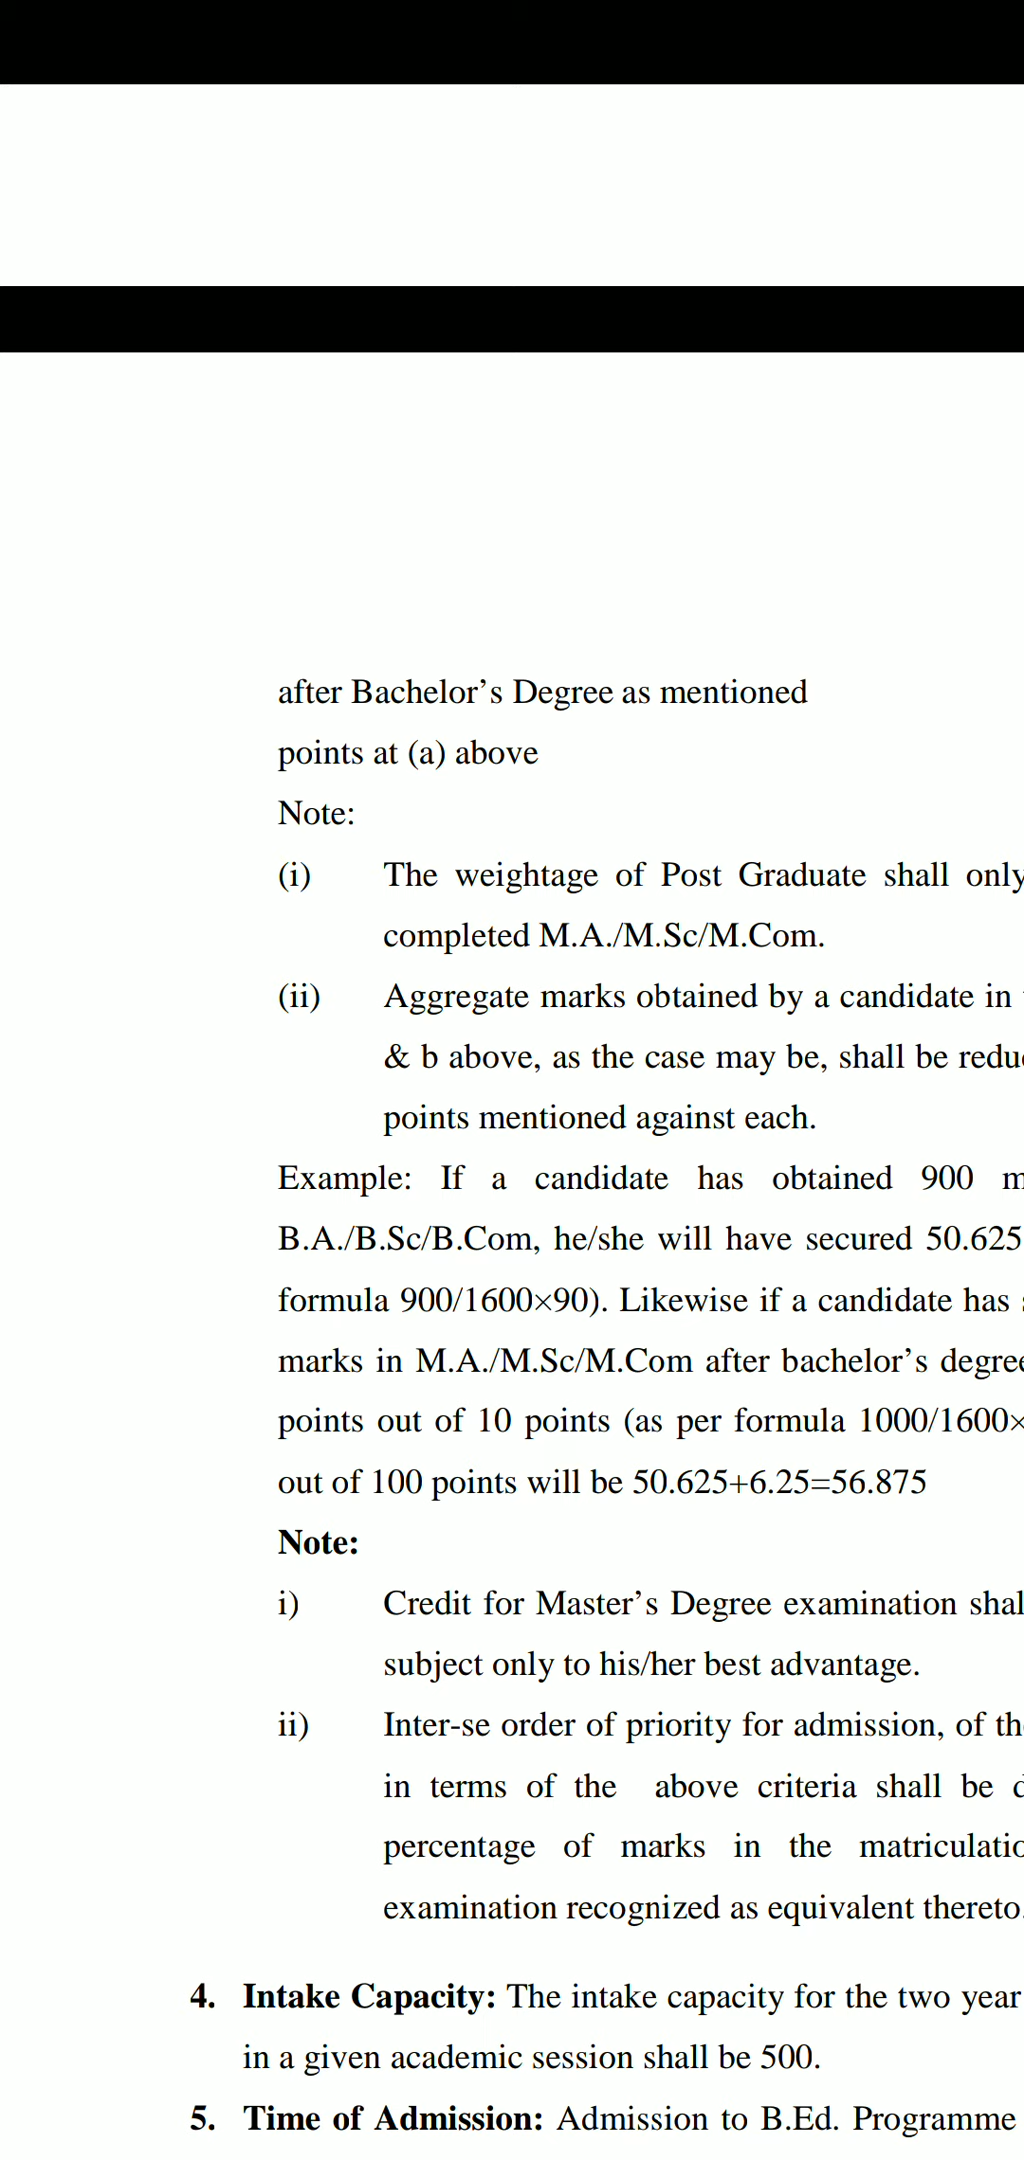 after Bachelor’s Degree as mentioned
points at (a) above
Note:
(i) The weightage of Post Graduate shall only
completed M.A./M.Sc/M.Com.
(ii) Aggregate marks obtained by a candidate in
& b above, as the case may be, shall be
points mentioned against each.
Example: If a candidate has obtained 900
B.A./B.Sc/B.Com, he/she will have secured 50.625
formula 900/1600×90). Likewise if a candidate has
marks in M.A./M.Sc/M.Com after bachelor’s degree
points out of 10 points (as per formula 1000/1600×
out of 100 points will be 50.625+6.25=56.875
Note:
i) Credit for Master’s Degree examination
subject only to his/her best advantage.
ii) Inter-se order of priority for admission, of
in terms of the above criteria shall be
percentage of marks in the
examination recognized as equivalent thereto.
4. Intake Capacity: The intake capacity for the two year
in a given academic session shall be 500.
5. Time of Admission: Admission to B.Ed. Programme